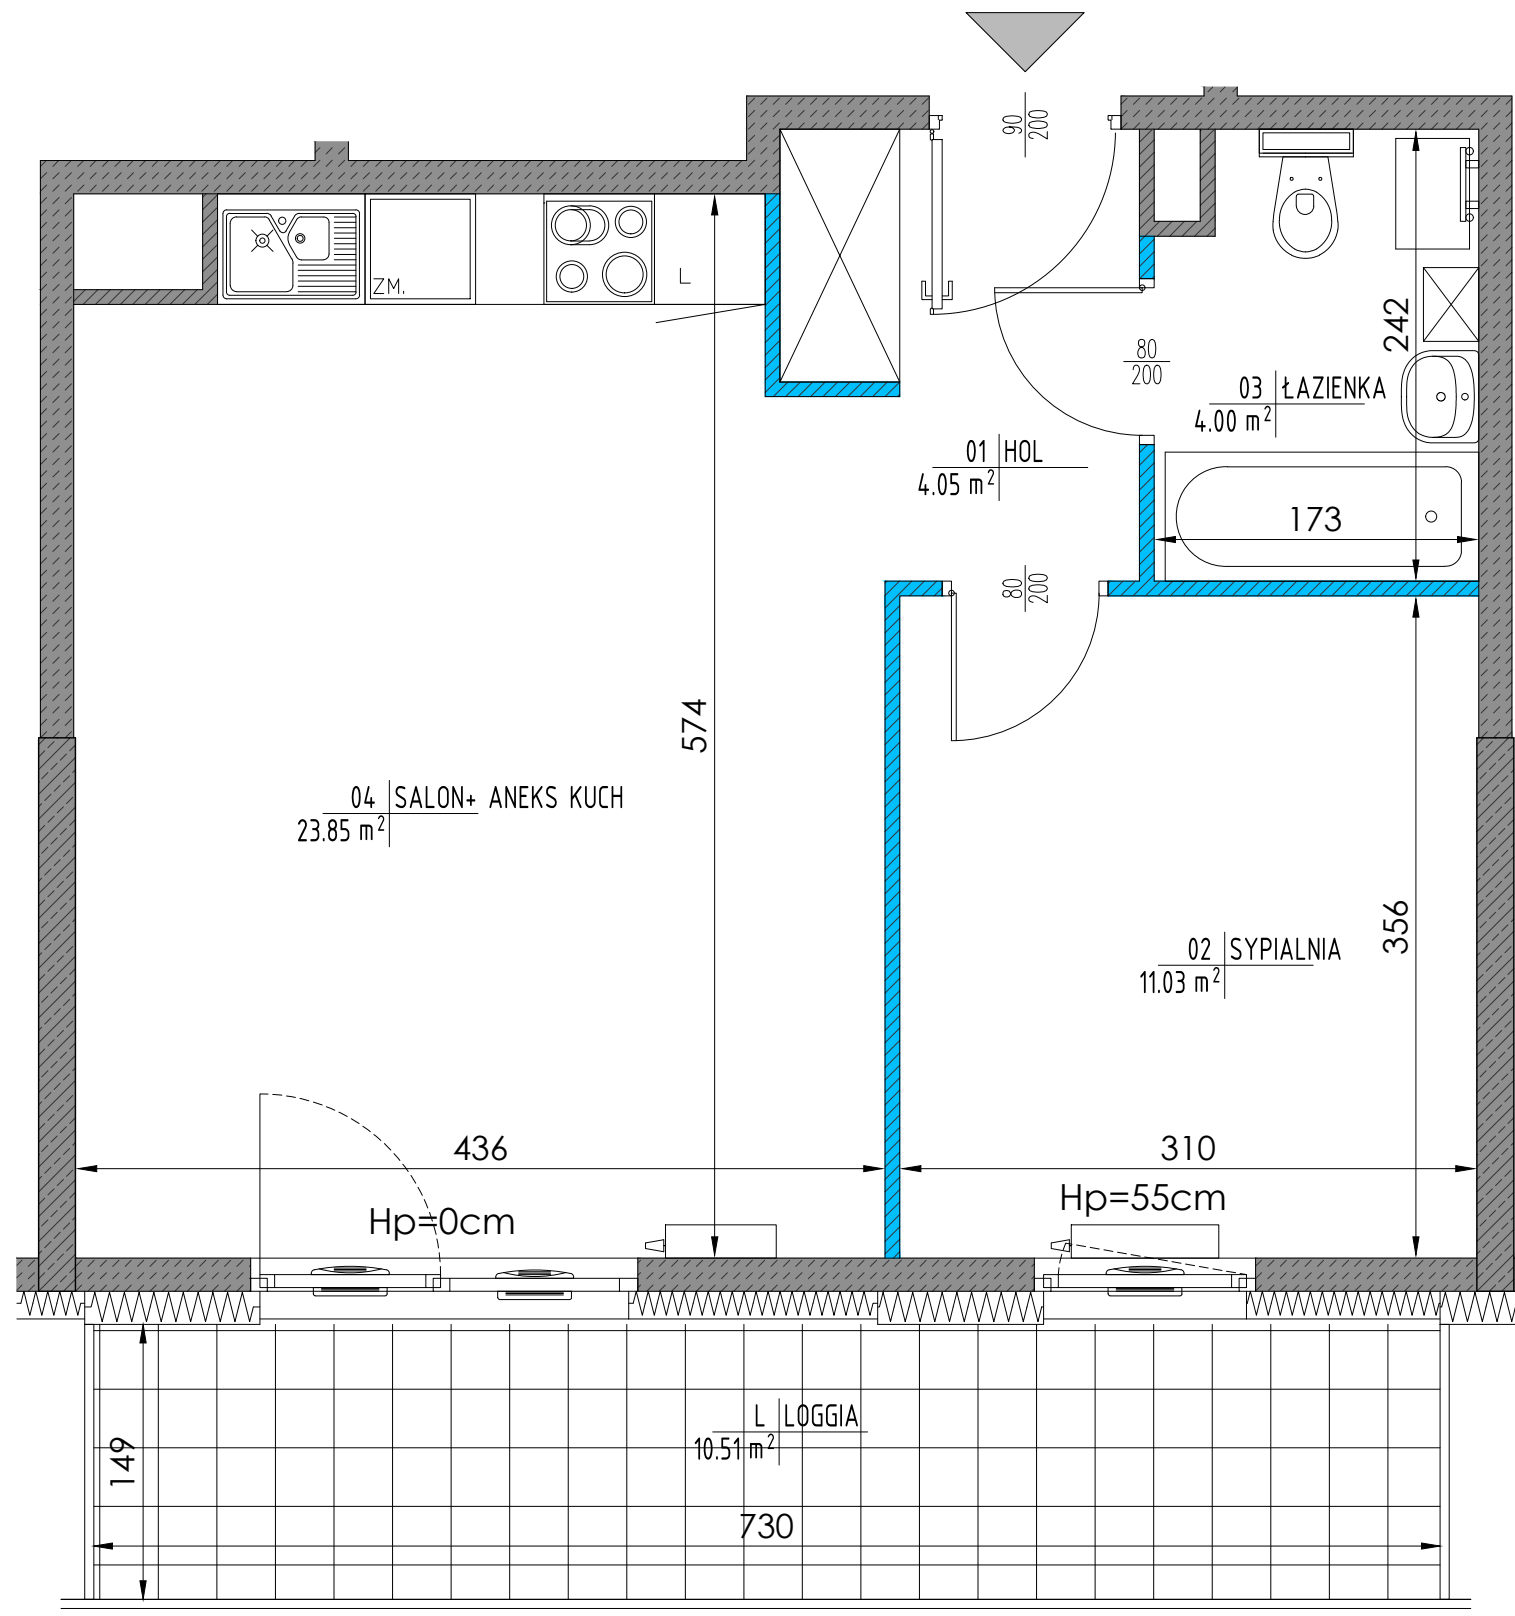 90
200
ZM.
L
80
200
242
03 ŁAZIENKA
4.00 m²
01 HOL
4.05 m²
173
80
200
574
04 SALON+ ANEKS KUCH
23.85 m²
356
02 SYPIALNIA
11.03 m²
436
310
Hp=0cm
Hp=55cm
L LOGGIA
10.51 m²
149
730